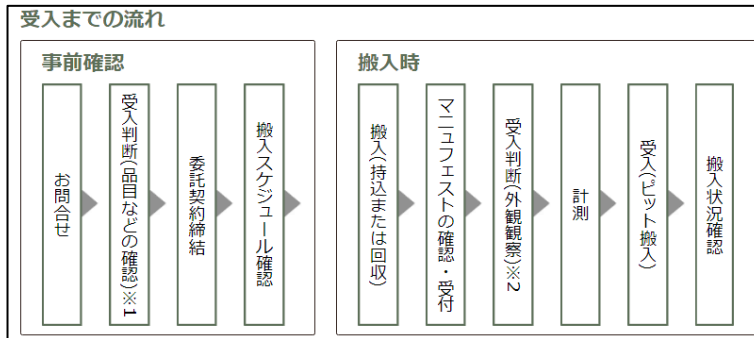 受入までの流れ
事前確認
お問合せ
受入判断(品目などの確認)※1
委託契約締結
搬入スケジュール確認
搬入時
搬入(持込または回収)
マニュフェストの確認・受付
受入判断(外観観察)※2
計測
受入(ピット搬入)
搬入状況確認